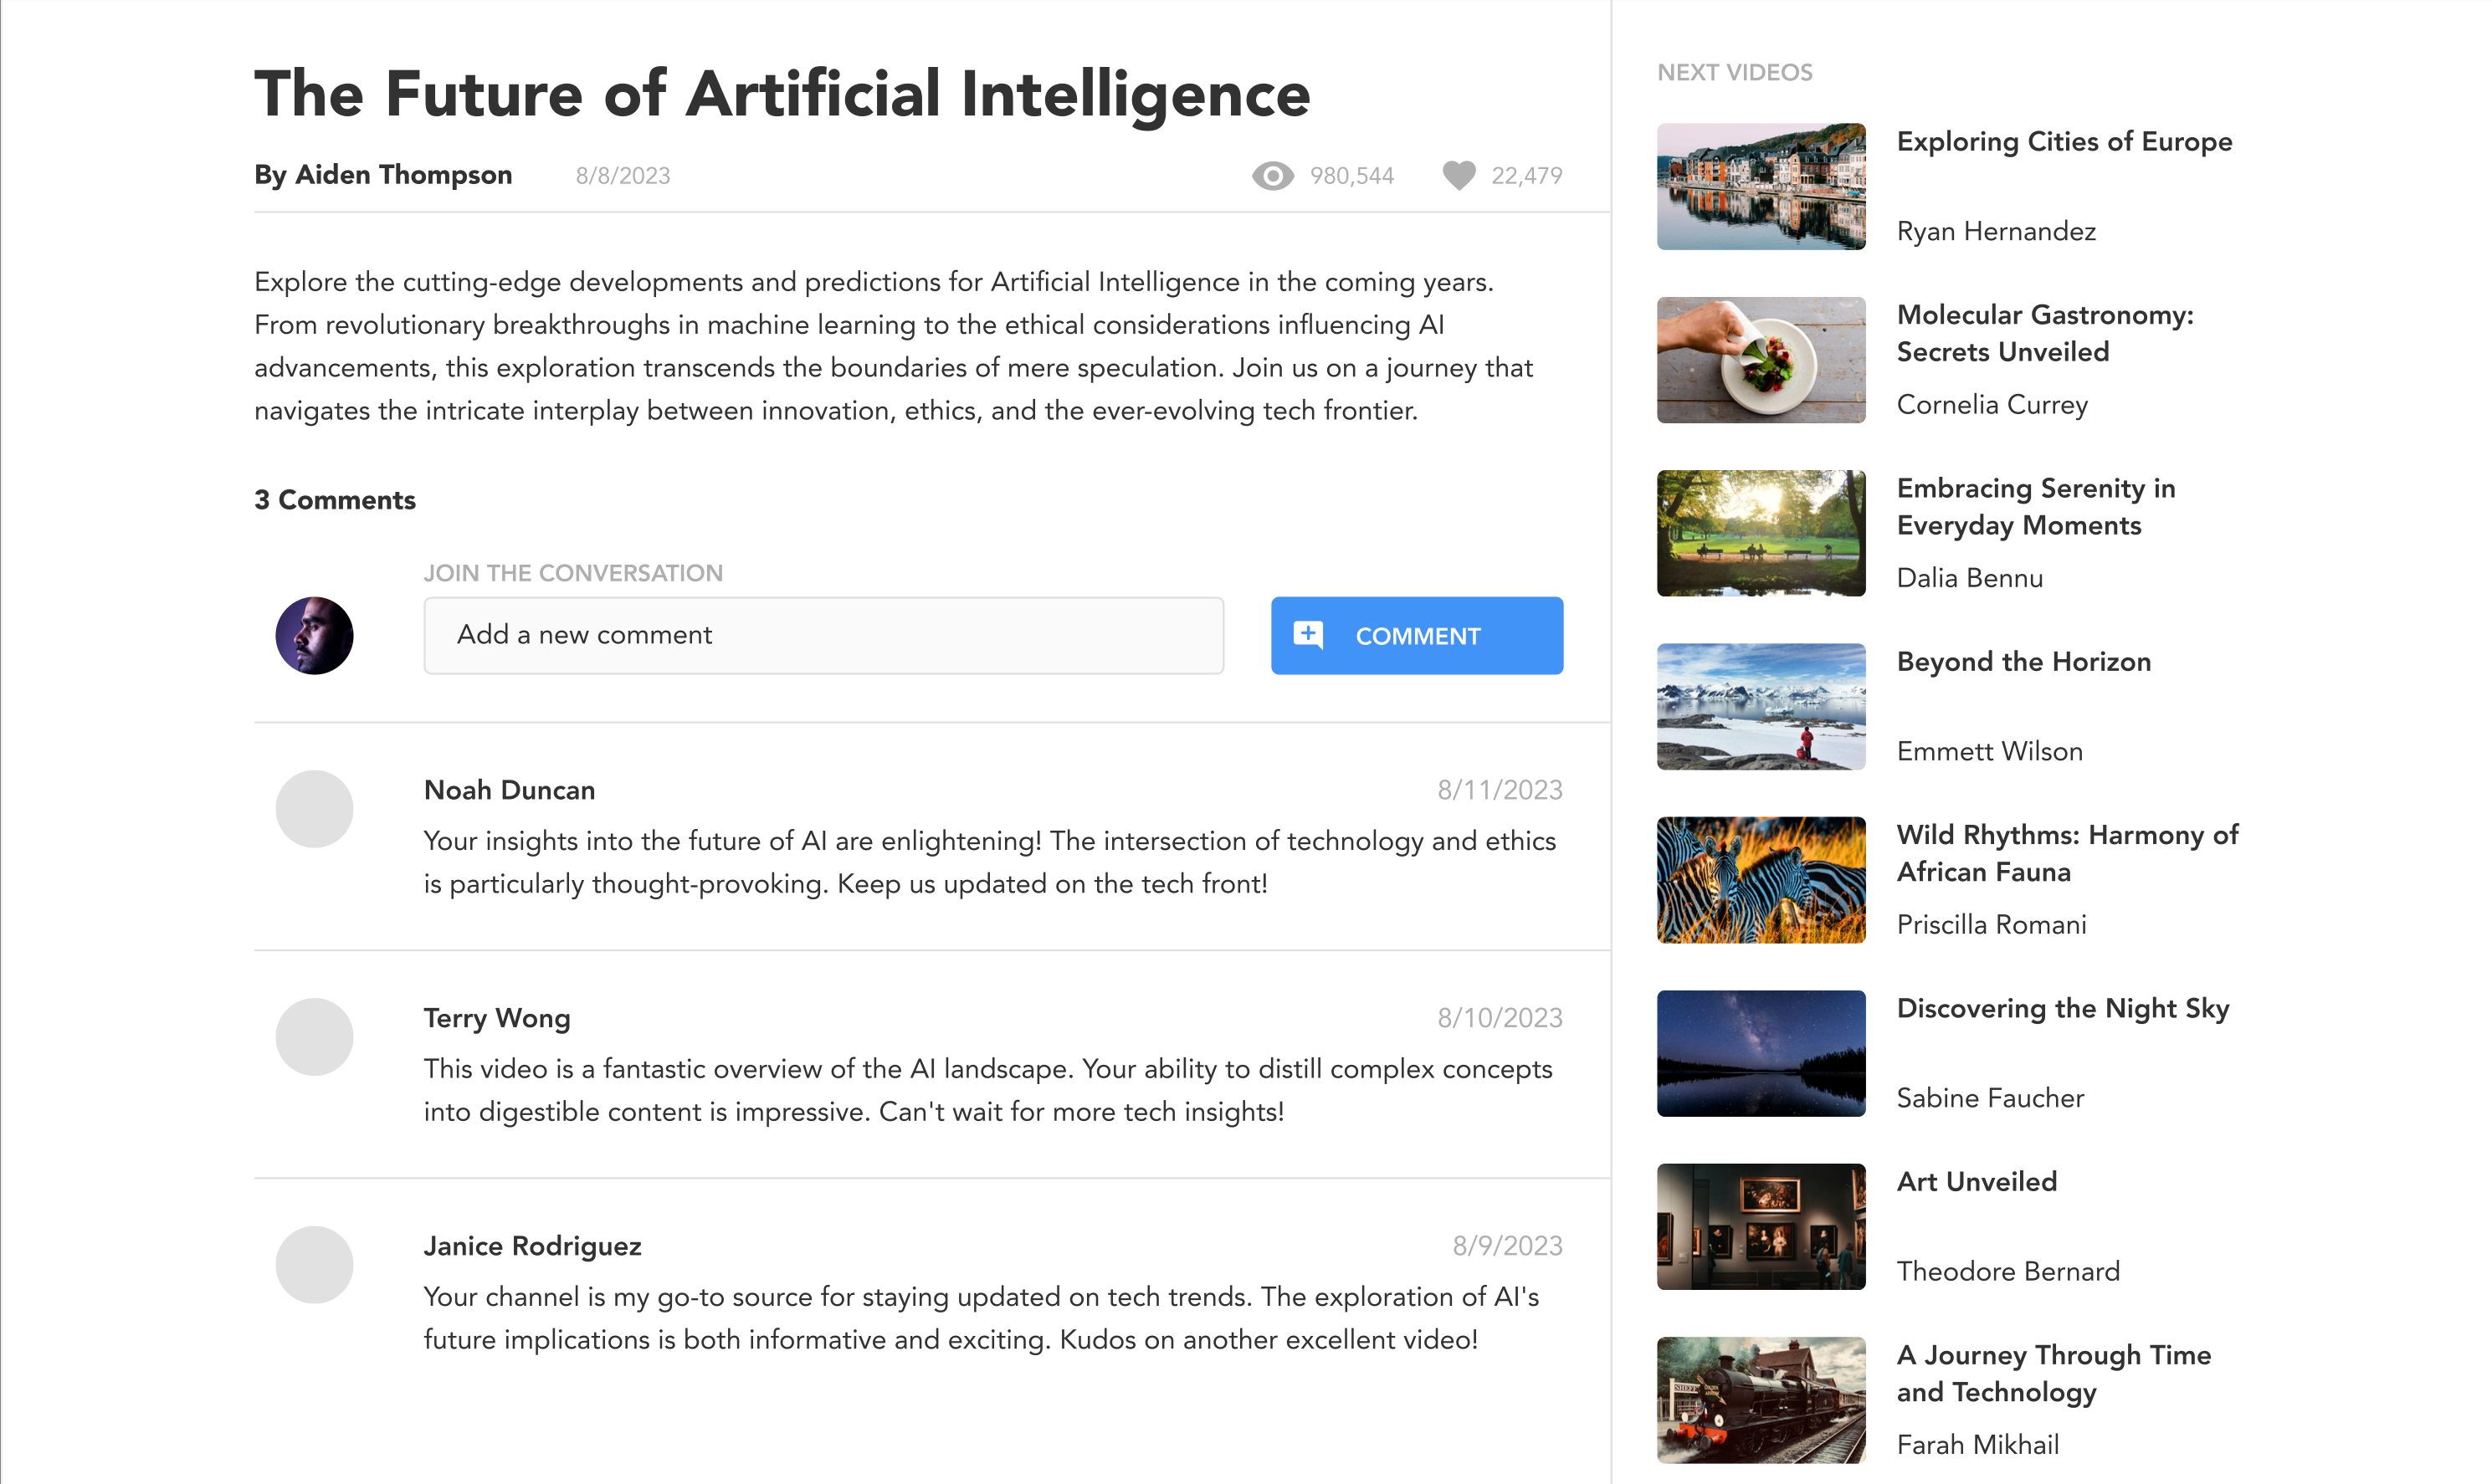 The Future of Artificial Intelligence
By Aiden Thompson 8/8/2023 980,544 22,479
Explore the cutting-edge developments and predictions for Artificial Intelligence in the coming years.
From revolutionary breakthroughs in machine learning to the ethical considerations influencing AI
advancements, this exploration transcends the boundaries of mere speculation. Join us on a journey that
navigates the intricate interplay between innovation, ethics, and the ever-evolving tech frontier.
3 Comments
JOIN THE CONVERSATION
Add a new comment
COMMENT
Noah Duncan 8/11/2023
Your insights into the future of AI are enlightening! The intersection of technology and ethics
is particularly thought-provoking. Keep us updated on the tech front!
Terry Wong 8/10/2023
This video is a fantastic overview of the AI landscape. Your ability to distill complex concepts
into digestible content is impressive. Can't wait for more tech insights!
Janice Rodriguez 8/9/2023
Your channel is my go-to source for staying updated on tech trends. The exploration of AI's
future implications is both informative and exciting. Kudos on another excellent video!
NEXT VIDEOS
Exploring Cities of Europe
Ryan Hernandez
Molecular Gastronomy:
Secrets Unveiled
Cornelia Currey
Embracing Serenity in
Everyday Moments
Dalia Bennu
Beyond the Horizon
Emmett Wilson
Wild Rhythms: Harmony of
African Fauna
Priscilla Romani
Discovering the Night Sky
Sabine Faucher
Art Unveiled
Theodore Bernard
A Journey Through Time
and Technology
Farah Mikhail